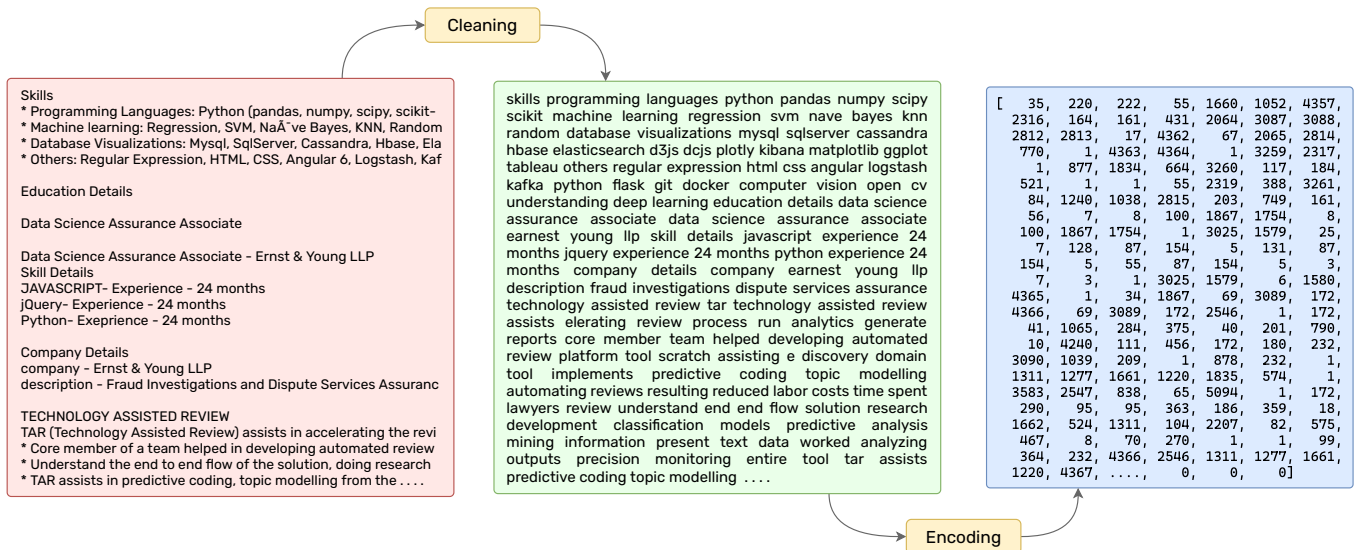 Cleaning
Skills
* Programming Languages: Python (pandas, numpy, scipy, scikit-
* Machine learning: Regression, SVM, NaÃ¯ve Bayes, KNN, Random
* Database Visualizations: Mysql, SqlServer, Cassandra, Hbase, Ela
* Others: Regular Expression, HTML, CSS, Angular 6, Logstash, Kaf
Education Details
Data Science Assurance Associate
Data Science Assurance Associate - Ernst & Young LLP
Skill Details
JAVASCRIPT- Experience - 24 months
jQuery- Experience - 24 months
Python- Exeprience - 24 months
Company Details
company - Ernst & Young LLP
description - Fraud Investigations and Dispute Services Assuranc
TECHNOLOGY ASSISTED REVIEW
TAR (Technology Assisted Review) assists in accelerating the revi
* Core member of a team helped in developing automated review
* Understand the end to end flow of the solution, doing research
* TAR assists in predictive coding, topic modelling from the . . . .
skills programming languages python pandas numpy scipy
scikit machine learning regression svm nave bayes knn
random database visualizations mysql sqlserver cassandra
hbase elasticsearch d3js dcjs plotly kibana matplotlib ggplot
tableau others regular expression html css angular logstash
kafka python flask git docker computer vision open cv
understanding deep learning education details data science
assurance associate data science assurance associate
earnest young llp skill details javascript experience 24
months jquery experience 24 months python experience 24
months company details company earnest young llp
description fraud investigations dispute services assurance
technology assisted review tar technology assisted review
assists elerating review process run analytics generate
reports core member team helped developing automated
review platform tool scratch assisting e discovery domain
tool implements predictive coding topic modelling
automating reviews resulting reduced labor costs time spent
lawyers review understand end end flow solution research
development classification models predictive analysis
mining information present text data worked analyzing
outputs precision monitoring entire tool tar assists
predictive coding topic modelling . . . .
[ 35, 220, 222, 55, 1660, 1052, 4357,
2316, 164, 161, 431, 2064, 3087, 3088,
2812, 2813, 17, 4362, 67, 2065, 2814,
770, 1, 4363, 4364, 1, 3259, 2317,
1, 877, 1834, 664, 3260, 117, 184,
521, 1, 1, 55, 2319, 388, 3261,
84, 1240, 1038, 2815, 203, 749, 161,
56, 7, 8, 100, 1867, 1754, 8,
100, 1867, 1754, 1, 3025, 1579, 25,
7, 128, 87, 154, 5, 131, 87,
154, 5, 55, 87, 154, 5, 3,
7, 3, 1, 3025, 1579, 6, 1580,
4365, 1, 34, 1867, 69, 3089, 172,
4366, 69, 3089, 172, 2546, 1, 172,
41, 1065, 284, 375, 40, 201, 790,
10, 4240, 111, 456, 172, 180, 232,
3090, 1039, 209, 1, 878, 232, 1,
1311, 1277, 1661, 1220, 1835, 574, 1,
3583, 2547, 838, 65, 5094, 1, 172,
290, 95, 95, 363, 186, 359, 18,
1662, 524, 1311, 104, 2207, 82, 575,
467, 8, 70, 270, 1, 1, 99,
364, 232, 4366, 2546, 1311, 1277, 1661,
1220, 4367, ...., 0, 0, 0]
Encoding